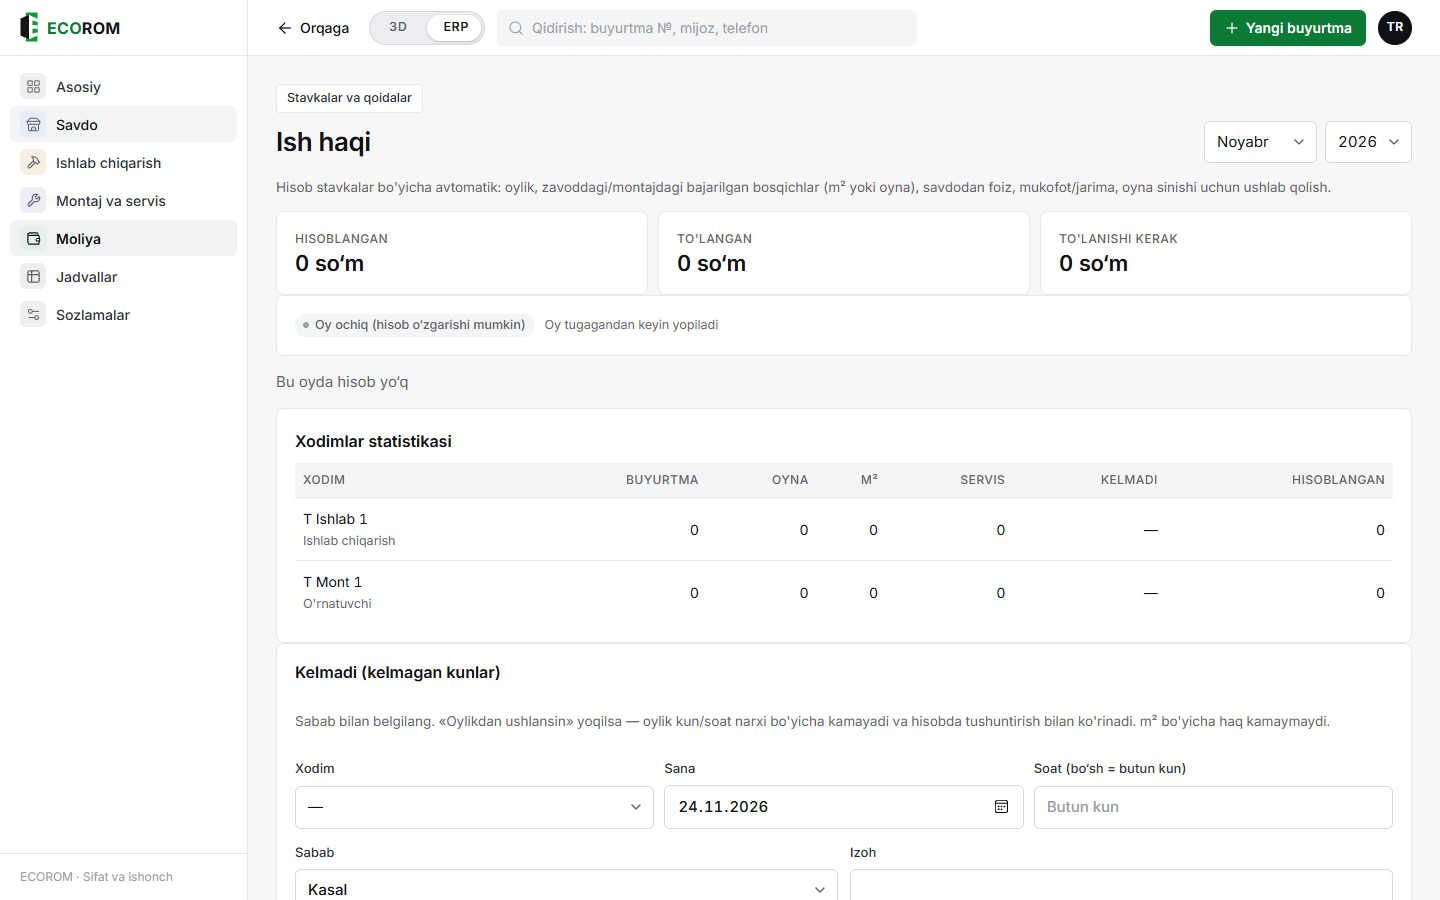 ECOROM
Orqaga
3D
ERP
Qidirish: buyurtma №, mijoz, telefon
Yangi buyurtma
TR
Asosiy
Savdo
Ishlab chiqarish
Montaj va servis
Moliya
Jadvallar
Sozlamalar
ECOROM · Sifat va ishonch
Stavkalar va qoidalar
Ish haqi
Noyabr
2026
Hisob stavkalar bo'yicha avtomatik: oylik, zavoddagi/montajdagi bajarilgan bosqichlar (m² yoki oyna), savdodan foiz, mukofot/jarima, oyna sinishi uchun ushlab qolish.
HISOBLANGAN
0 so‘m
TO'LANGAN
0 so‘m
TO'LANISHI KERAK
0 so‘m
Oy ochiq (hisob o‘zgarishi mumkin)
Oy tugagandan keyin yopiladi
Bu oyda hisob yo‘q
Xodimlar statistikasi
XODIM BUYURTMA OYNA M² SERVIS KELMADI HISOBLANGAN
T Ishlab 1
Ishlab chiqarish
0 0 0 0 — 0
T Mont 1
O'rnatuvchi
0 0 0 0 — 0
Kelmadi (kelmagan kunlar)
Sabab bilan belgilang. «Oylikdan ushlansin» yoqilsa — oylik kun/soat narxi bo'yicha kamayadi va hisobda tushuntirish bilan ko'rinadi. m² bo'yicha haq kamaymaydi.
Xodim
—
Sana
24.11.2026
Soat (bo‘sh = butun kun)
Butun kun
Sabab
Kasal
Izoh